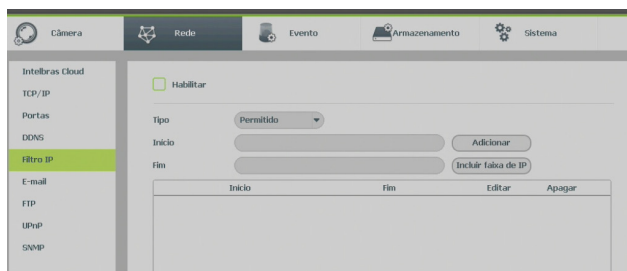 Câmera Rede Evento Armazenamento Sistema
Intelbras Cloud
TCP/IP
Portas
DDNS
Filtro IP
E-mail
FTP
UPnP
SNMP
Habilitar
Tipo Permitido
Início Adicionar
Fim Incluir faixa de IP
Início Fim Editar Apagar